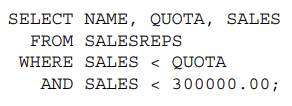 SELECT NAME, QUOTA, SALES
FROM SALESREPS
WHERE SALES < QUOTA
AND SALES < 300000.00;